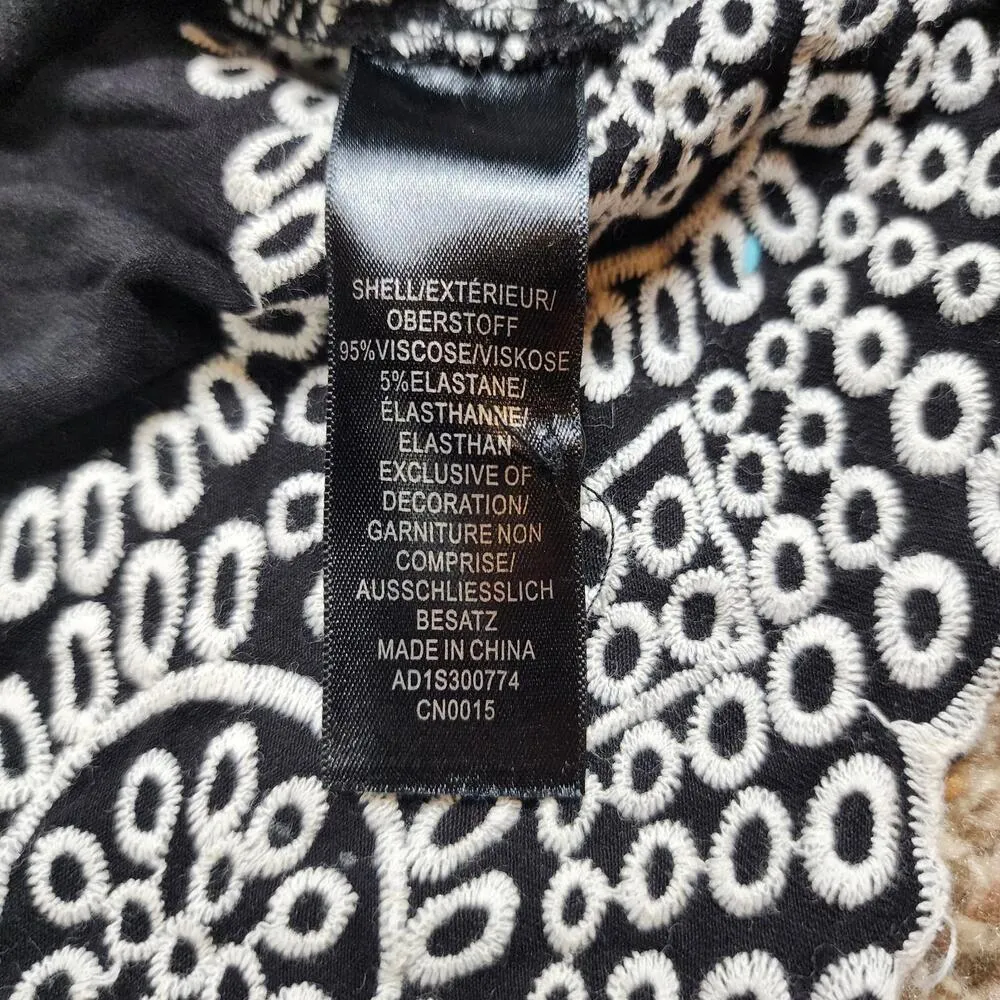 SHELL/EXTÉRIEUR/
OBERSTOFF
95%VISCOSE/VISKOSE
5%ELASTANE/
ÉLASTHANNE/
ELASTHAN
EXCLUSIVE OF
DECORATION/
GARNITURE NON
COMPRISE/
AUSSCHLIESSLICH
BESATZ
MADE IN CHINA
AD1S300774
CN0015